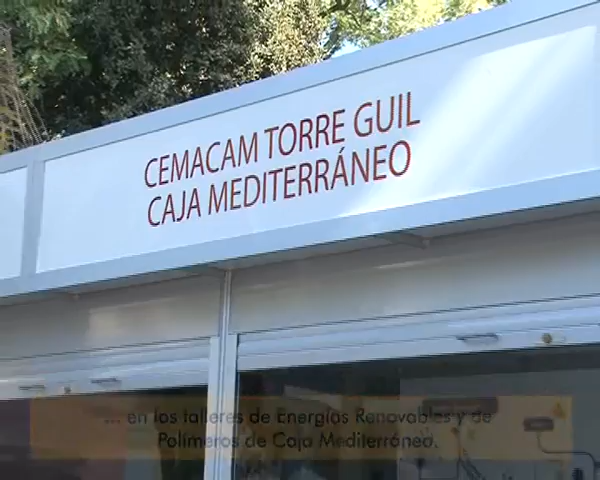 CEMACAM TORRE GUIL
CAJA MEDITERRÁNEO
... en los talleres de Energías Renovables y de
Polímeros de Caja Mediterráneo.